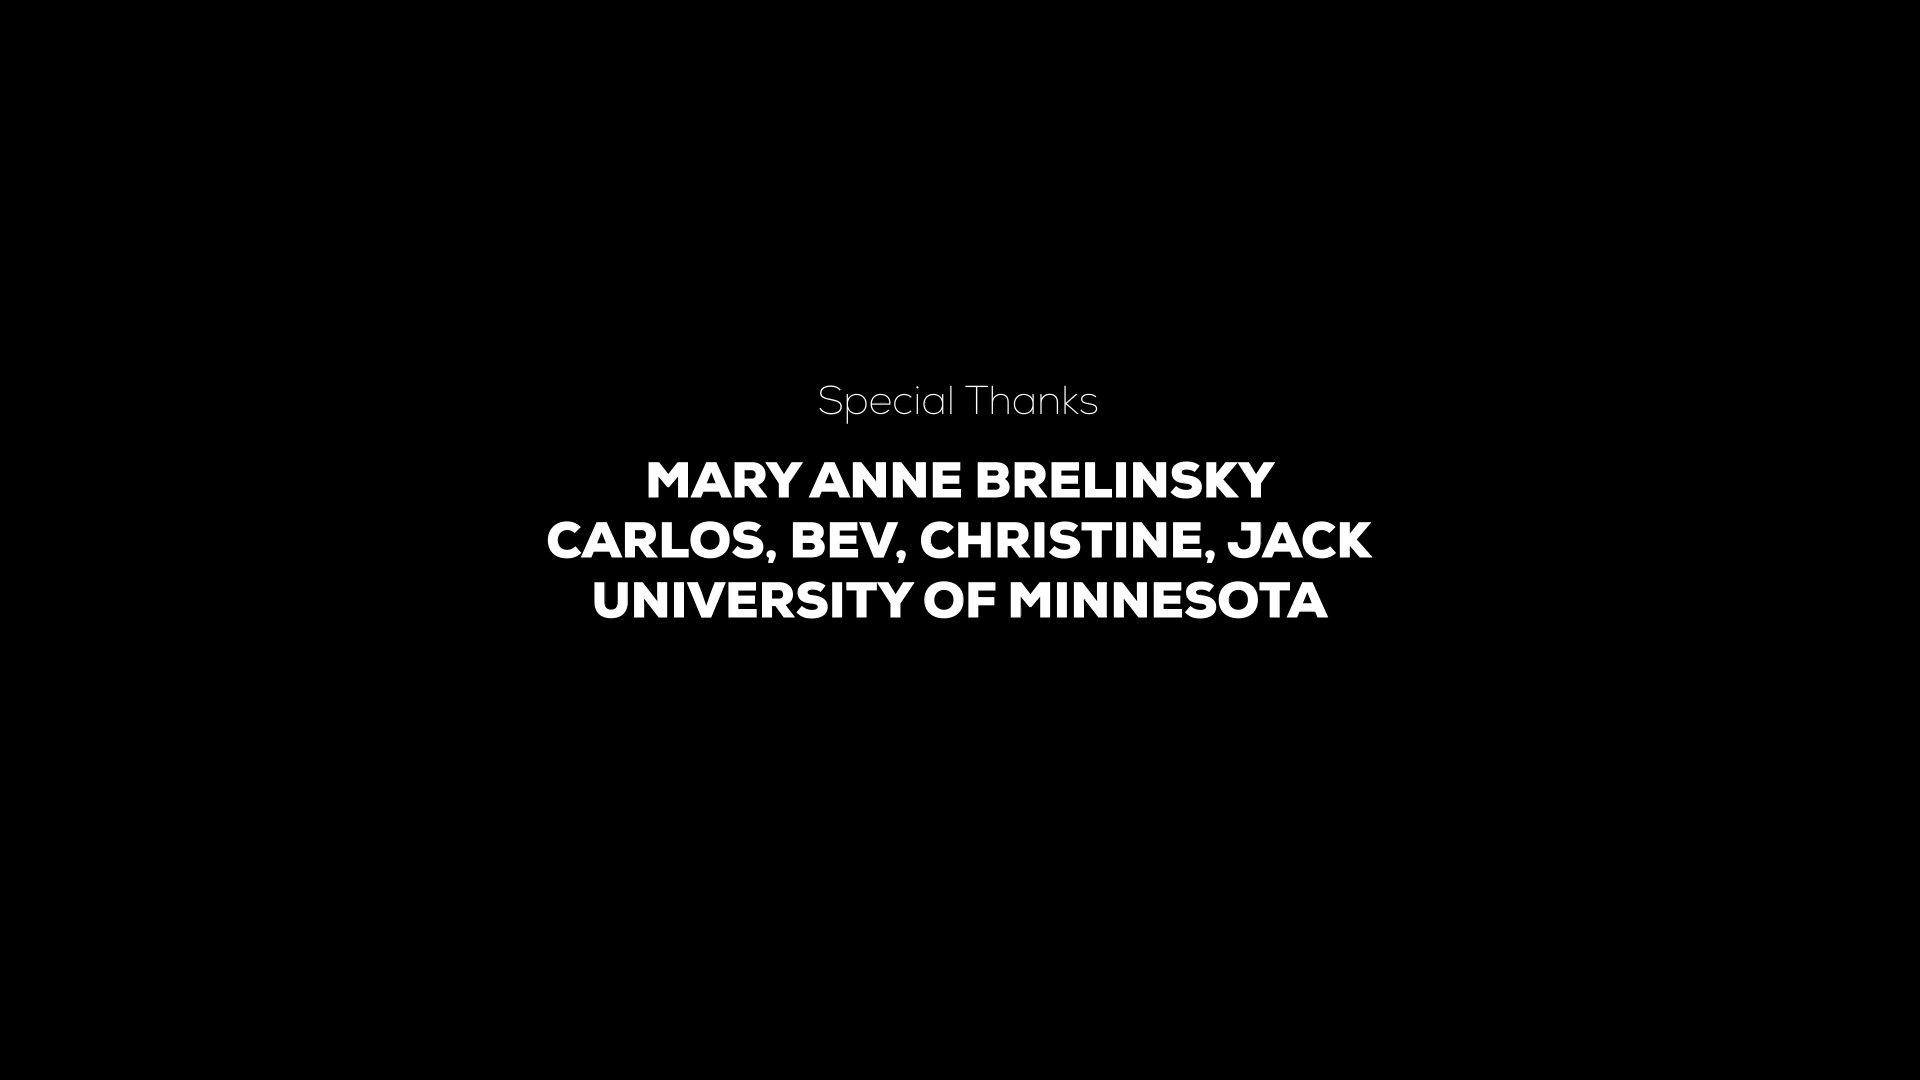 Special Thanks
MARY ANNE BRELINSKY
CARLOS, BEV, CHRISTINE, JACK
UNIVERSITY OF MINNESOTA